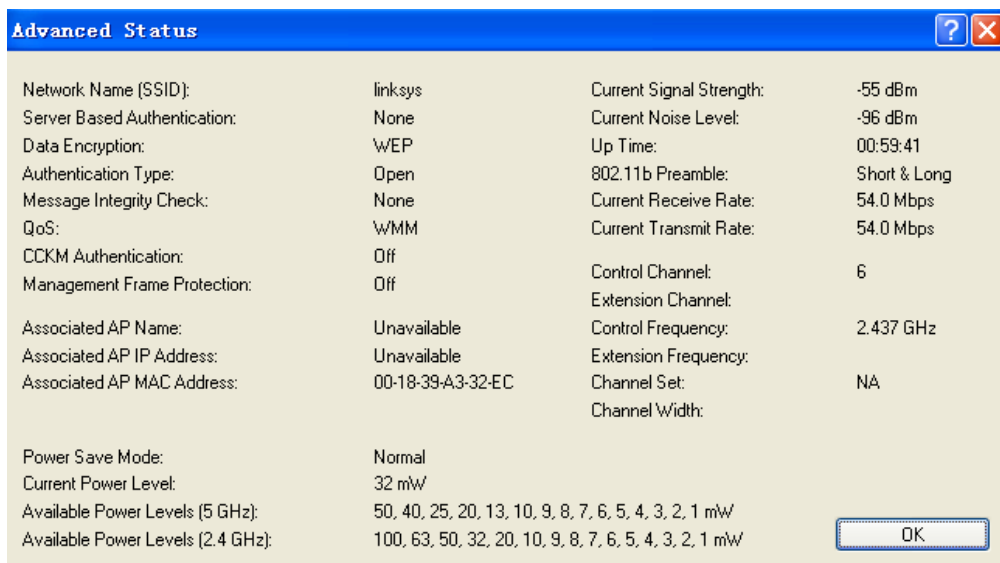 Advanced Status
Network Name (SSID): linksys
Server Based Authentication: None
Data Encryption: WEP
Authentication Type: Open
Message Integrity Check: None
QoS: WMM
CCKM Authentication: Off
Management Frame Protection: Off
Associated AP Name: Unavailable
Associated AP IP Address: Unavailable
Associated AP MAC Address: 00-18-39-A3-32-EC
Current Signal Strength: -55 dBm
Current Noise Level: -96 dBm
Up Time: 00:59:41
802.11b Preamble: Short & Long
Current Receive Rate: 54.0 Mbps
Current Transmit Rate: 54.0 Mbps
Control Channel: 6
Extension Channel:
Control Frequency: 2.437 GHz
Extension Frequency:
Channel Set: NA
Channel Width:
Power Save Mode: Normal
Current Power Level: 32 mW
Available Power Levels (5 GHz): 50, 40, 25, 20, 13, 10, 9, 8, 7, 6, 5, 4, 3, 2, 1 mW
Available Power Levels (2.4 GHz): 100, 63, 50, 32, 20, 10, 9, 8, 7, 6, 5, 4, 3, 2, 1 mW
OK